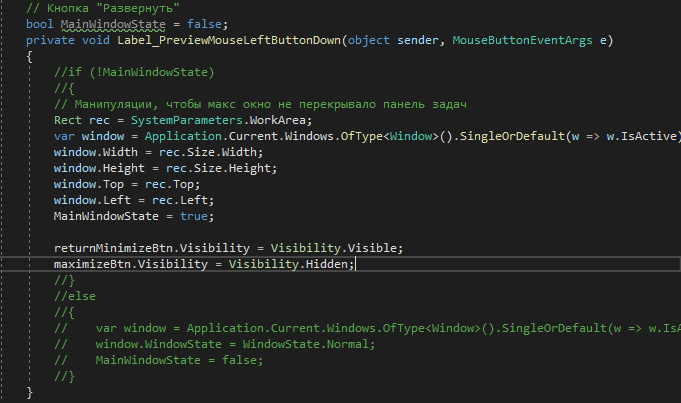 // Кнопка "Развернуть"
bool MainWindowState = false;
private void Label_PreviewMouseLeftButtonDown(object sender, MouseButtonEventArgs e)
{
//if (!MainWindowState)
//{
// Манипуляции, чтобы макс окно не перекрывало панель задач
Rect rec = SystemParameters.WorkArea;
var window = Application.Current.Windows.OfType<Window>().SingleOrDefault(w => w.IsActive)
window.Width = rec.Size.Width;
window.Height = rec.Size.Height;
window.Top = rec.Top;
window.Left = rec.Left;
MainWindowState = true;
returnMinimizeBtn.Visibility = Visibility.Visible;
maximizeBtn.Visibility = Visibility.Hidden;
//}
//else
//{
//    var window = Application.Current.Windows.OfType<Window>().SingleOrDefault(w => w.IsA
//    window.WindowState = WindowState.Normal;
//    MainWindowState = false;
//}
}